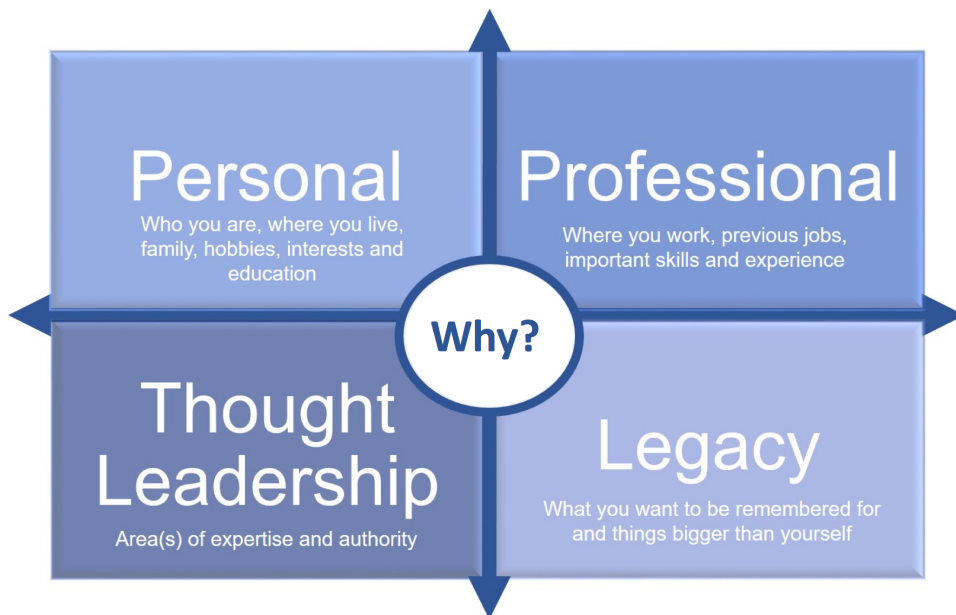 Personal
Who you are, where you live,
family, hobbies, interests and
education
Professional
Where you work, previous jobs,
important skills and experience
Why?
Thought
Leadership
Area(s) of expertise and authority
Legacy
What you want to be remembered for
and things bigger than yourself